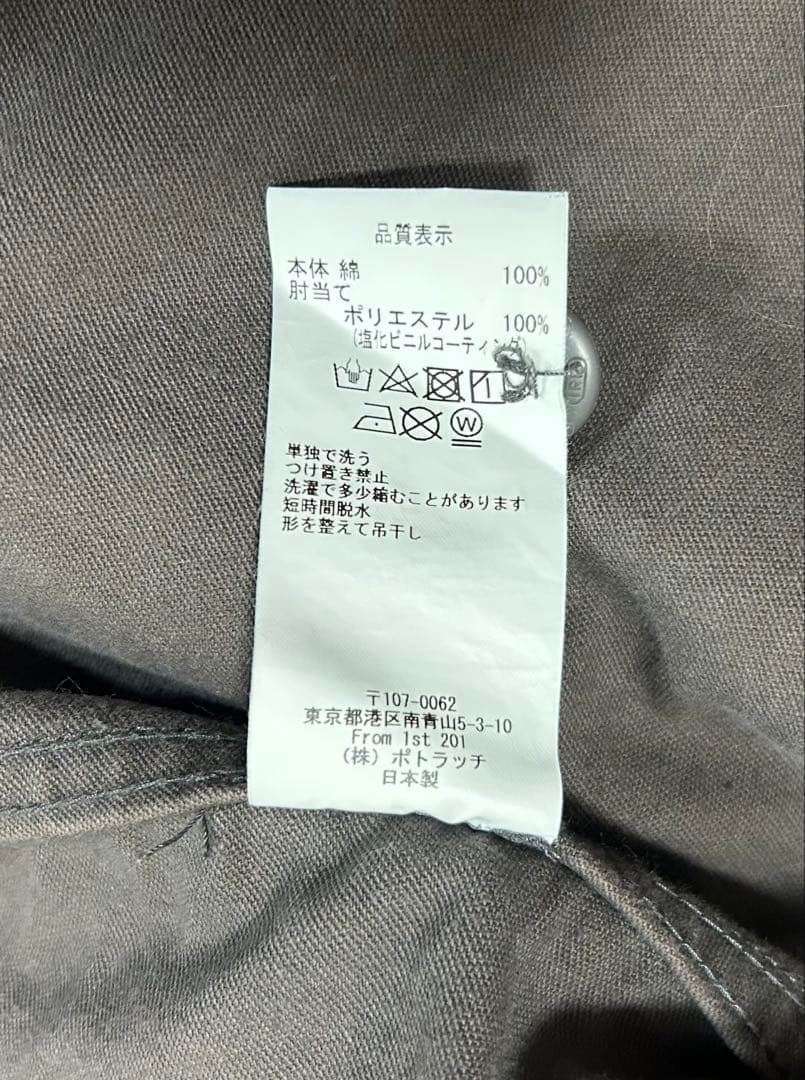 品質表示
本体 綿 100%
肘当て
ポリエステル 100%
(塩化ビニルコーティング)
W
単独で洗う
つけ置き禁止
洗濯で多少縮むことがあります
短時間脱水
形を整えて吊干し
〒107-0062
東京都港区南青山5-3-10
From 1st 201
(株) ポトラッチ
日本製